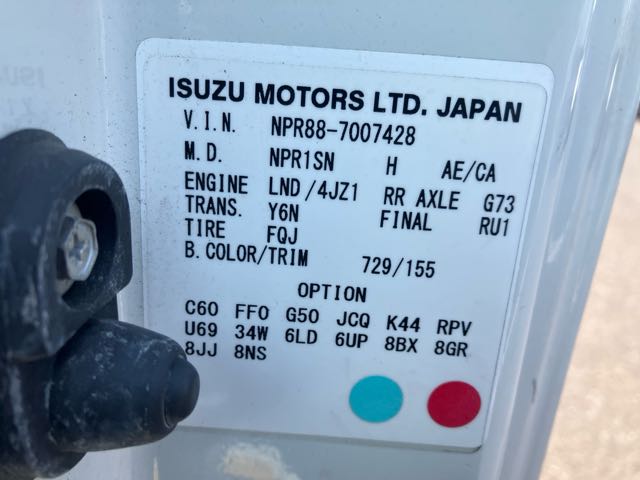 ISUZU MOTORS LTD. JAPAN
V.I.N. NPR88-7007428
M.D. NPR1SN H AE/CA
ENGINE LND/4JZ1 RR AXLE G73
TRANS. Y6N FINAL RU1
TIRE FQJ
B.COLOR/TRIM 729/155
OPTION
C60 FF0 G50 JCQ K44 RPV
U69 34W 6LD 6UP 8BX 8GR
8JJ 8NS